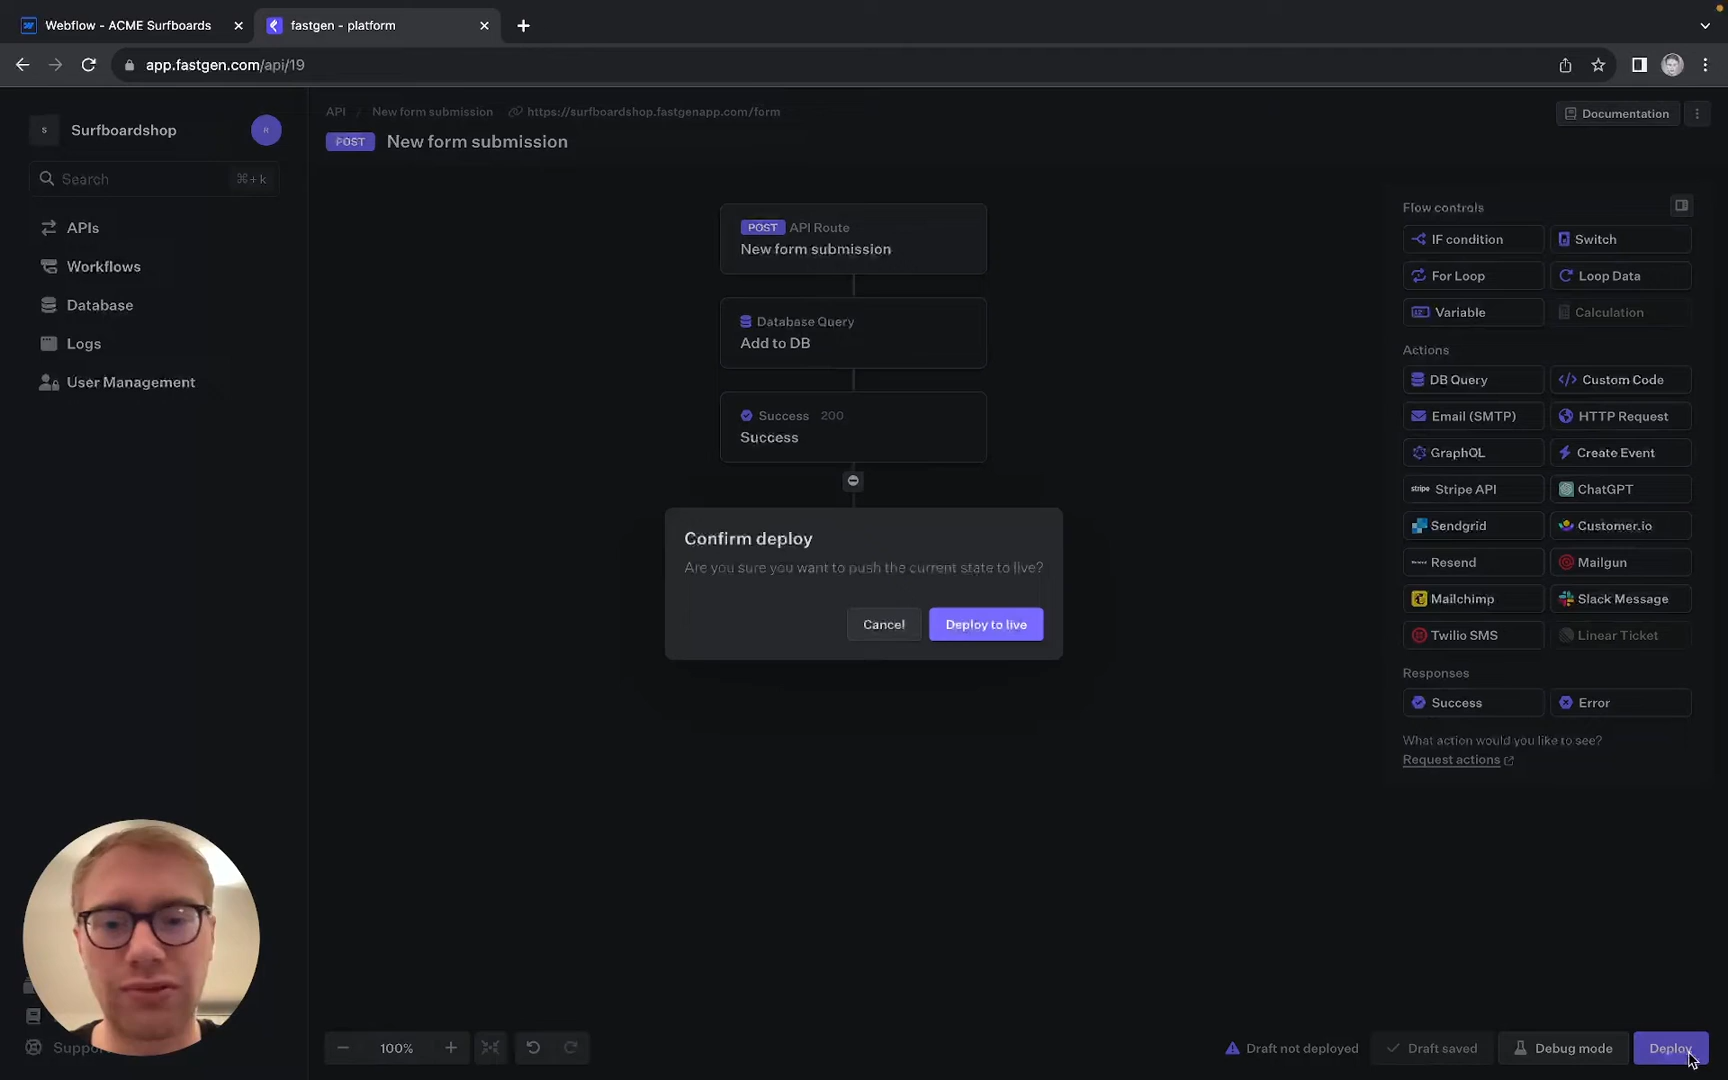 Webflow - ACME Surfboards
fastgen - platform
app.fastgen.com/api/19
S Surfboardshop R
Search ⌘+ k
APIs
Workflows
Database
Logs
User Management
API / New form submission https://surfboardshop.fastgenapp.com/form
POST New form submission
Documentation
POST API Route
New form submission
Database Query
Add to DB
Success 200
Success
Confirm deploy
Are you sure you want to push the current state to live?
Cancel Deploy to live
Flow controls
IF condition Switch
For Loop Loop Data
Variable Calculation
Actions
DB Query Custom Code
Email (SMTP) HTTP Request
GraphQL Create Event
stripe Stripe API ChatGPT
Sendgrid Customer.io
Resend Mailgun
Mailchimp Slack Message
Twilio SMS Linear Ticket
Responses
Success Error
What action would you like to see?
Request actions
100%
Draft not deployed Draft saved Debug mode Deploy